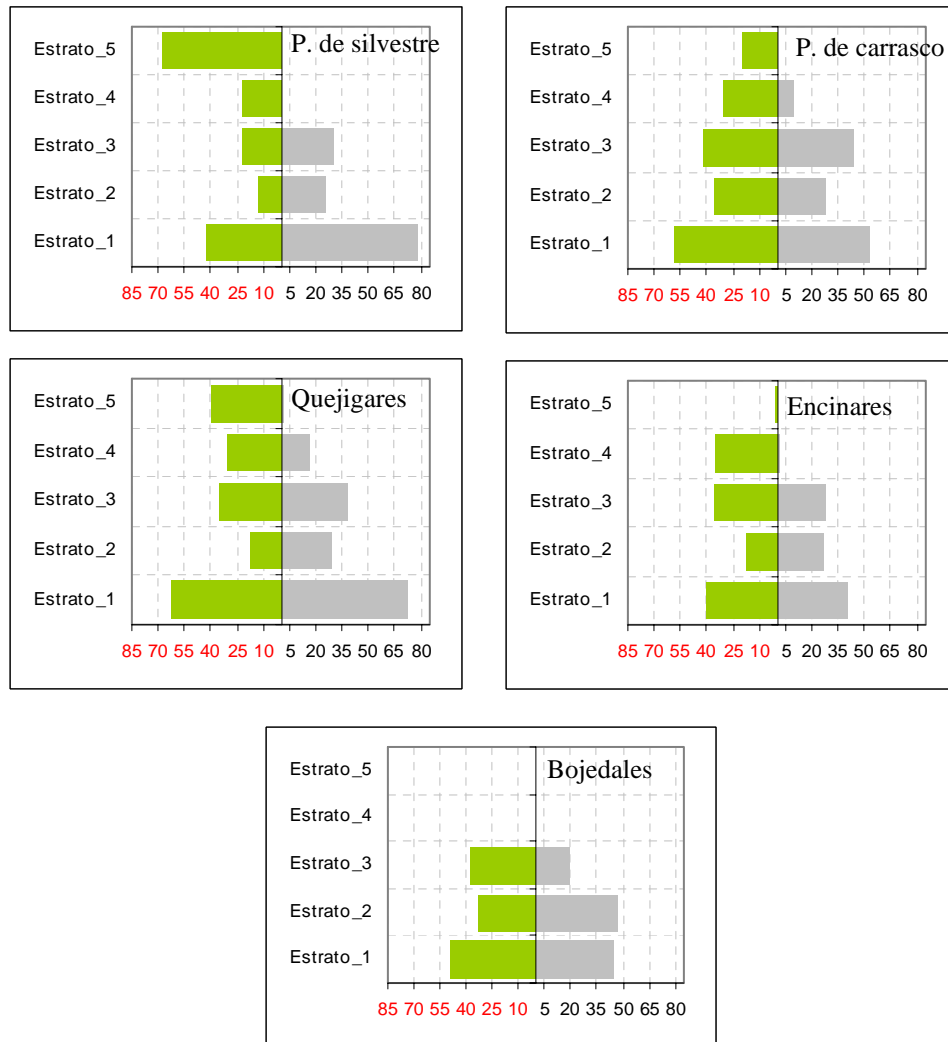 P. de silvestre
Estrato_5
Estrato_4
Estrato_3
Estrato_2
Estrato_1
85 70 55 40 25 10 5 20 35 50 65 80
P. de carrasco
Estrato_5
Estrato_4
Estrato_3
Estrato_2
Estrato_1
85 70 55 40 25 10 5 20 35 50 65 80
Quejigares
Estrato_5
Estrato_4
Estrato_3
Estrato_2
Estrato_1
85 70 55 40 25 10 5 20 35 50 65 80
Encinares
Estrato_5
Estrato_4
Estrato_3
Estrato_2
Estrato_1
85 70 55 40 25 10 5 20 35 50 65 80
Bojedales
Estrato_5
Estrato_4
Estrato_3
Estrato_2
Estrato_1
85 70 55 40 25 10 5 20 35 50 65 80